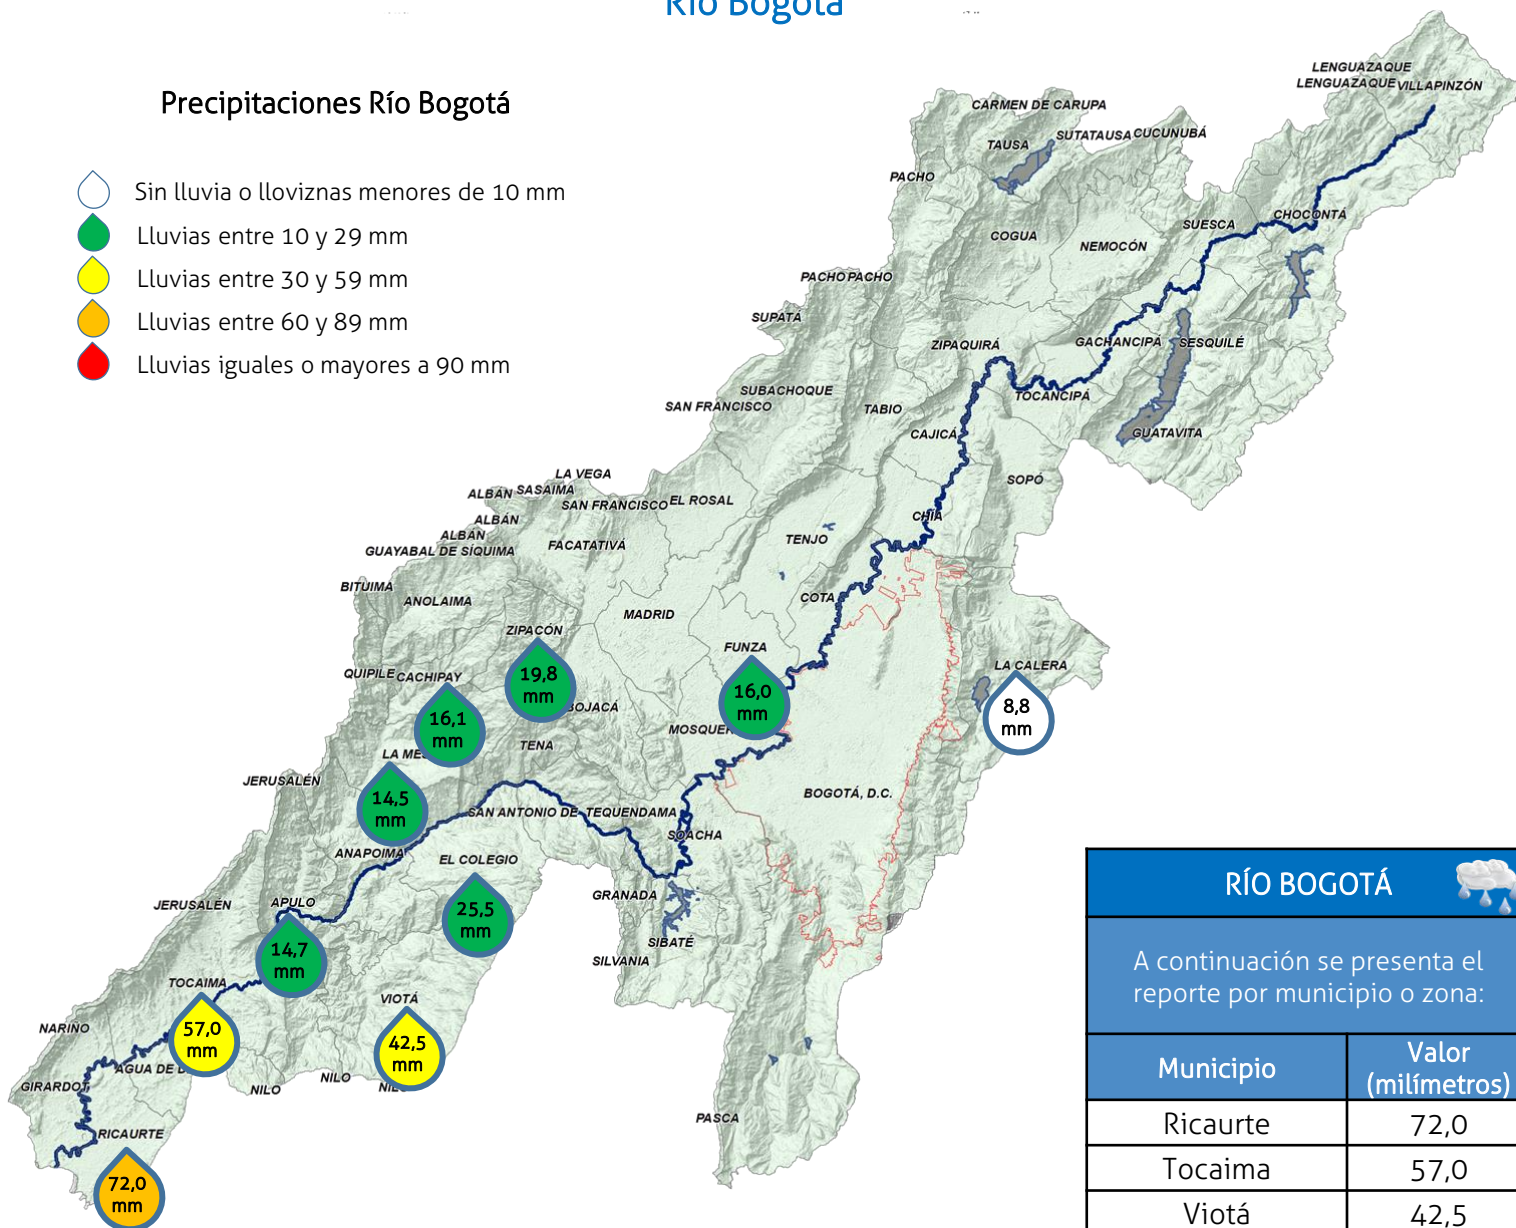 Río Bogotá
Precipitaciones Río Bogotá
Sin lluvia o lloviznas menores de 10 mm
Lluvias entre 10 y 29 mm
Lluvias entre 30 y 59 mm
Lluvias entre 60 y 89 mm
Lluvias iguales o mayores a 90 mm
LENGUAZAQUE
LENGUAZAQUE VILLAPINZÓN
CARMEN DE CARUPA
TAUSA
SUTATAUSA CUCUNUBÁ
PACHO
CHOCONTÁ
SUESCA
COGUA
NEMOCÓN
PACHO PACHO
SUPATÁ
ZIPAQUIRÁ
GACHANCIPÁ
SESQUILÉ
SUBACHOQUE
SAN FRANCISCO
TABIO
TOCANCIPÁ
CAJICÁ
GUATAVITA
LA VEGA
SOPÓ
ALBÁN
SASAIMA
SAN FRANCISCO
EL ROSAL
ALBÁN
CHÍA
ALBÁN
GUAYABAL DE SÍQUIMA
FACATATIVÁ
TENJO
BITUIMA
ANOLAIMA
COTA
MADRID
ZIPACÓN
FUNZA
LA CALERA
QUIPILE
CACHIPAY
19,8
mm
16,0
mm
8,8
mm
BOJACÁ
16,1
mm
MOSQUER
TENA
LA MES
JERUSALÉN
14,5
mm
BOGOTÁ, D.C.
SAN ANTONIO DE TEQUENDAMA
SOACHA
ANAPOIMA
EL COLEGIO
GRANADA
JERUSALÉN
APULO
25,5
mm
SIBATÉ
SILVANIA
14,7
mm
TOCAIMA
VIOTÁ
NARIÑO
57,0
mm
42,5
mm
AGUA DE D
GIRARDOT
NILO
NILO
NILO
PASCA
RICAURTE
72,0
mm
RÍO BOGOTÁ
A continuación se presenta el
reporte por municipio o zona:
Municipio
Valor
(milímetros)
Ricaurte 72,0
Tocaima 57,0
Viotá 42,5